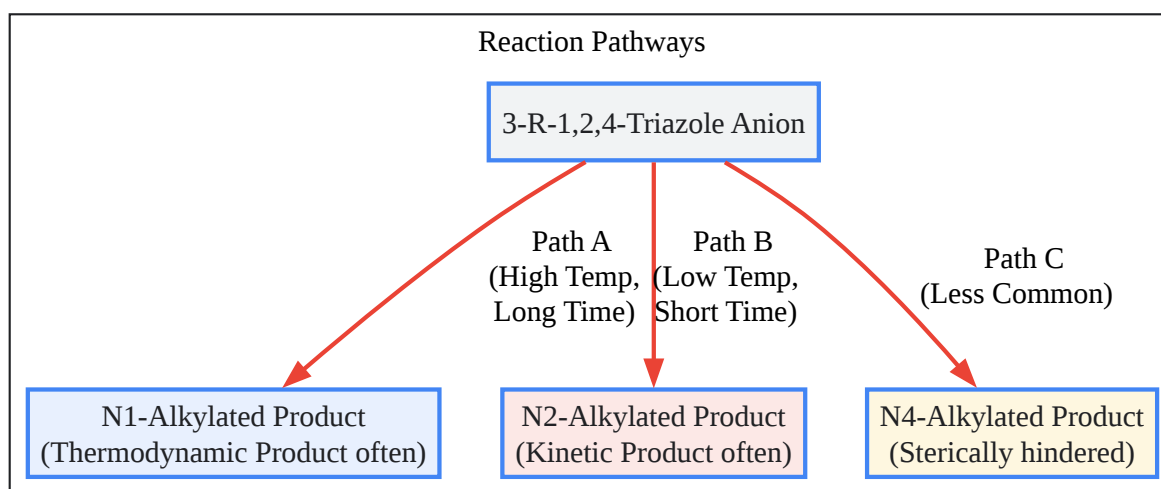 Reaction Pathways
3-R-1,2,4-Triazole Anion
Path A
(High Temp,
Long Time)
Path B
(Low Temp,
Short Time)
Path C
(Less Common)
N1-Alkylated Product
(Thermodynamic Product often)
N2-Alkylated Product
(Kinetic Product often)
N4-Alkylated Product
(Sterically hindered)